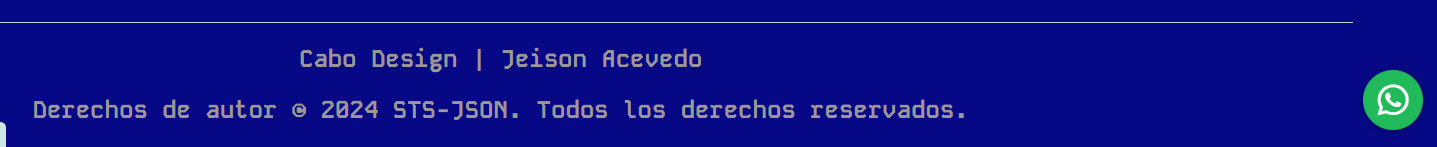 Cabo Design | Jeison Acevedo
Derechos de autor © 2024 STS-JSON. Todos los derechos reservados.